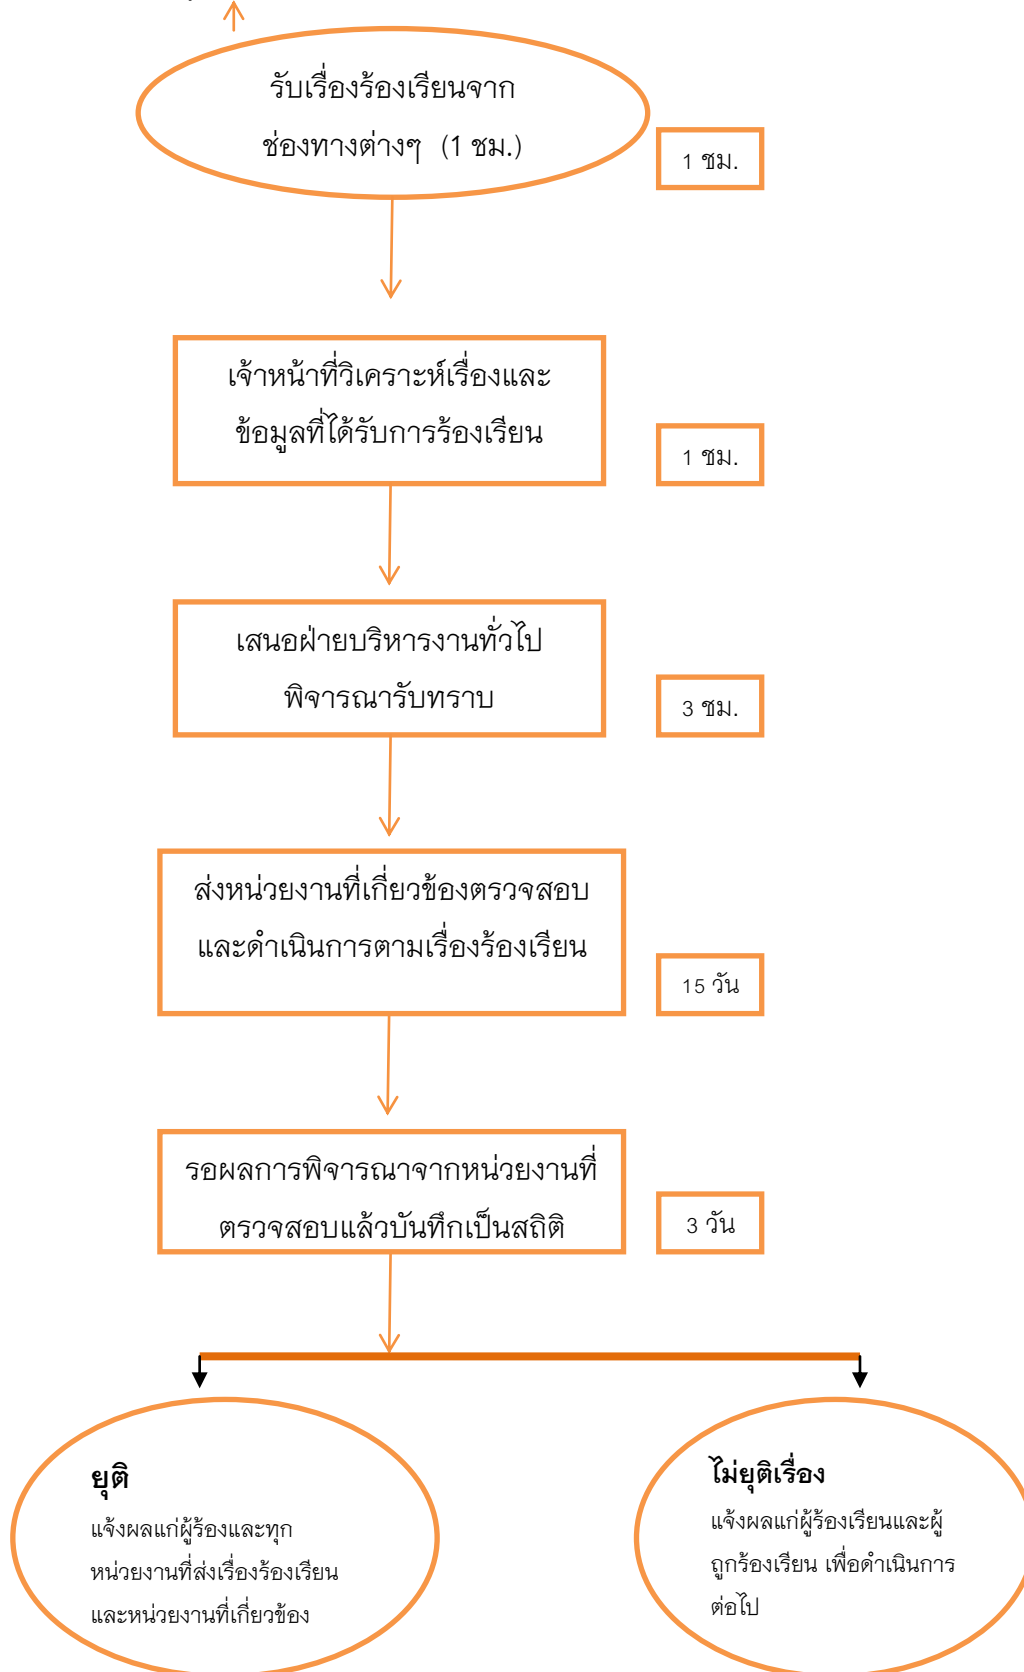 รับเรื่องร้องเรียนจาก
ช่องทางต่างๆ (1 ชม.)
1 ชม.
เจ้าหน้าที่วิเคราะห์เรื่องและ
ข้อมูลที่ได้รับการร้องเรียน
1 ชม.
เสนอฝ่ายบริหารงานทั่วไป
พิจารณารับทราบ
3 ชม.
ส่งหน่วยงานที่เกี่ยวข้องตรวจสอบ
และดำเนินการตามเรื่องร้องเรียน
15 วัน
รอผลการพิจารณาจากหน่วยงานที่
ตรวจสอบแล้วบันทึกเป็นสถิติ
3 วัน
ยุติ
แจ้งผลแก่ผู้ร้องและทุก
หน่วยงานที่ส่งเรื่องร้องเรียน
และหน่วยงานที่เกี่ยวข้อง
ไม่ยุติเรื่อง
แจ้งผลแก่ผู้ร้องเรียนและผู้
ถูกร้องเรียน เพื่อดำเนินการ
ต่อไป